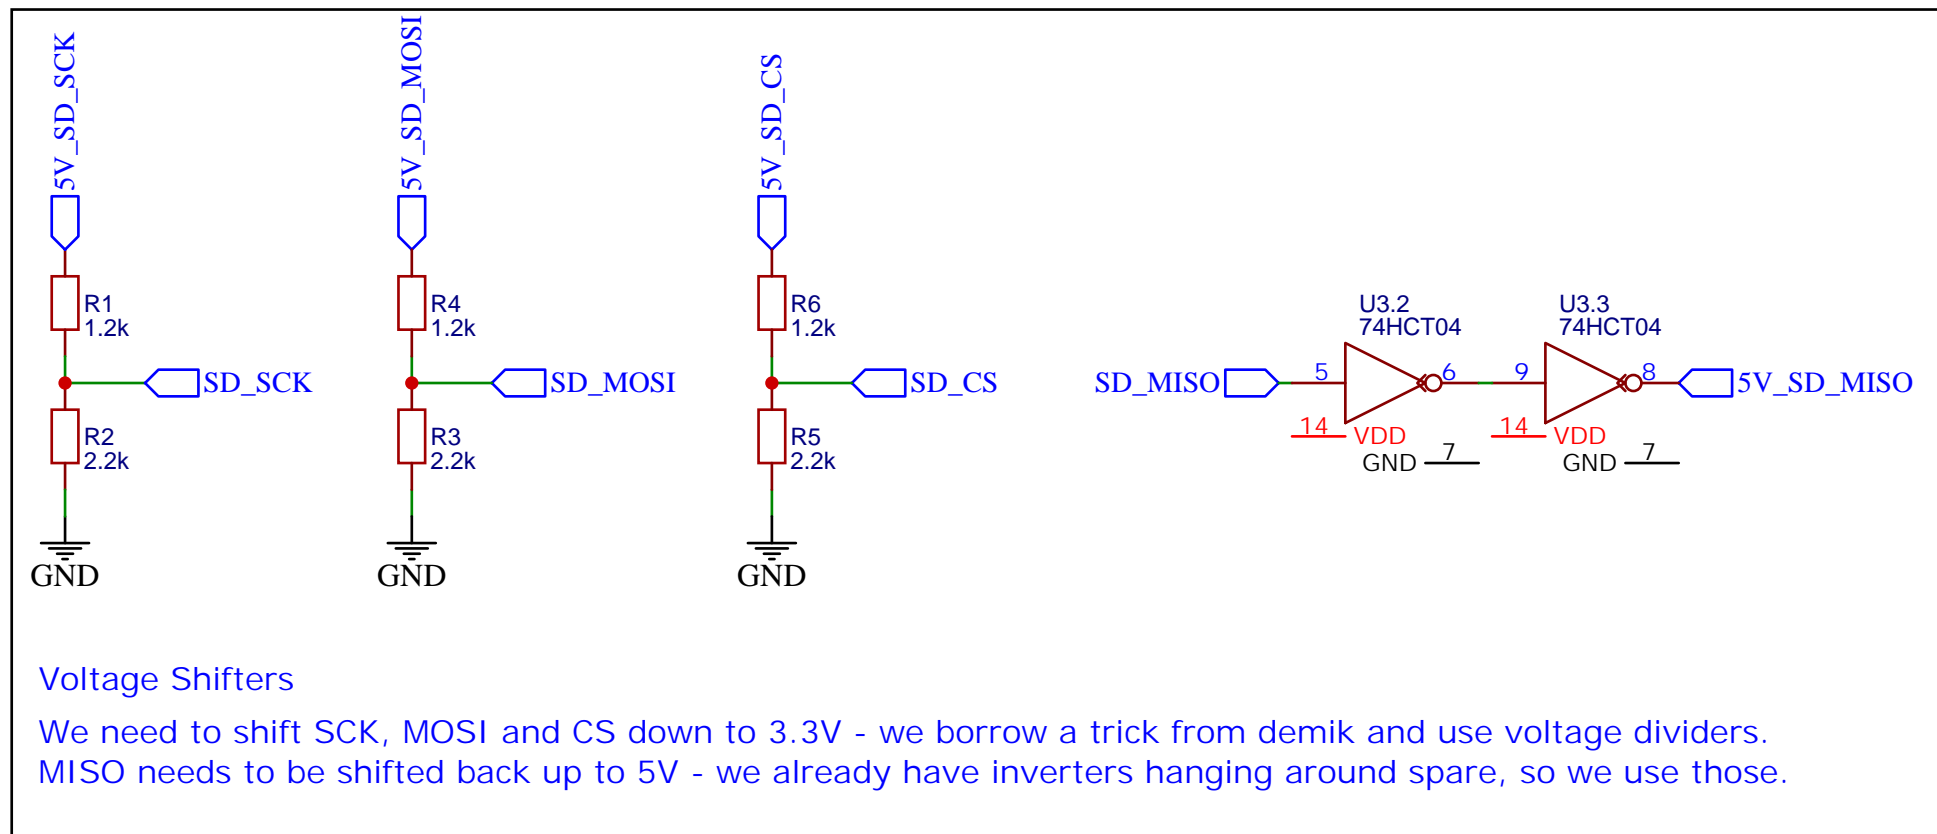 5V_SD_SCK
5V_SD_MOSI
5V_SD_CS
R1
1.2k
R4
1.2k
R6
1.2k
U3.2
74HCT04
U3.3
74HCT04
SD_SCK
SD_MOSI
SD_CS
SD_MISO
5
6
9
8
5V_SD_MISO
14
VDD
GND
7
14
VDD
GND
7
R2
2.2k
R3
2.2k
R5
2.2k
GND
GND
GND
Voltage Shifters
We need to shift SCK, MOSI and CS down to 3.3V - we borrow a trick from demik and use voltage dividers.
MISO needs to be shifted back up to 5V - we already have inverters hanging around spare, so we use those.